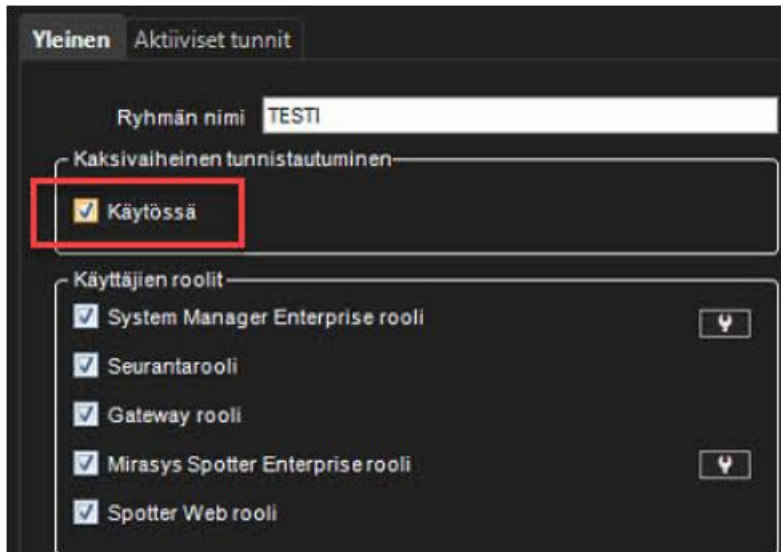 Yleinen Aktiiviset tunnit
Ryhmän nimi TESTI
Kaksivaiheinen tunnistautuminen
Käytössä
Käyttäjien roolit
System Manager Enterprise rooli
Seurantarooli
Gateway rooli
Mirasys Spotter Enterprise rooli
Spotter Web rooli